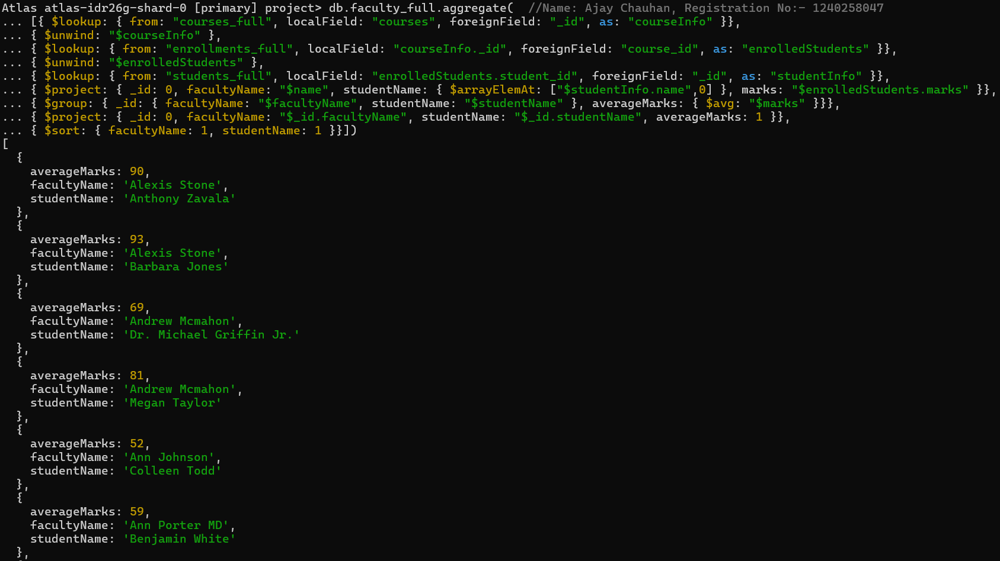 Atlas atlas-idr26g-shard-0 [primary] project> db.faculty_full.aggregate(  //Name: Ajay Chauhan, Registration No:- 1240258047
... [{ $lookup: { from: "courses_full", localField: "courses", foreignField: "_id", as: "courseInfo" }},
... { $unwind: "$courseInfo" },
... { $lookup: { from: "enrollments_full", localField: "courseInfo._id", foreignField: "course_id", as: "enrolledStudents" }},
... { $unwind: "$enrolledStudents" },
... { $lookup: { from: "students_full", localField: "enrolledStudents.student_id", foreignField: "_id", as: "studentInfo" }},
... { $project: { _id: 0, facultyName: "$name", studentName: { $arrayElemAt: ["$studentInfo.name",0] }, marks: "$enrolledStudents.marks" }},
... { $group: { _id: { facultyName: "$facultyName", studentName: "$studentName" }, averageMarks: { $avg: "$marks" }}},
... { $project: { _id: 0, facultyName: "$_id.facultyName", studentName: "$_id.studentName", averageMarks: 1 }},
... { $sort: { facultyName: 1, studentName: 1 }}])
[
  {
    averageMarks: 90,
    facultyName: 'Alexis Stone',
    studentName: 'Anthony Zavala'
  },
  {
    averageMarks: 93,
    facultyName: 'Alexis Stone',
    studentName: 'Barbara Jones'
  },
  {
    averageMarks: 69,
    facultyName: 'Andrew Mcmahon',
    studentName: 'Dr. Michael Griffin Jr.'
  },
  {
    averageMarks: 81,
    facultyName: 'Andrew Mcmahon',
    studentName: 'Megan Taylor'
  },
  {
    averageMarks: 52,
    facultyName: 'Ann Johnson',
    studentName: 'Colleen Todd'
  },
  {
    averageMarks: 59,
    facultyName: 'Ann Porter MD',
    studentName: 'Benjamin White'
  },